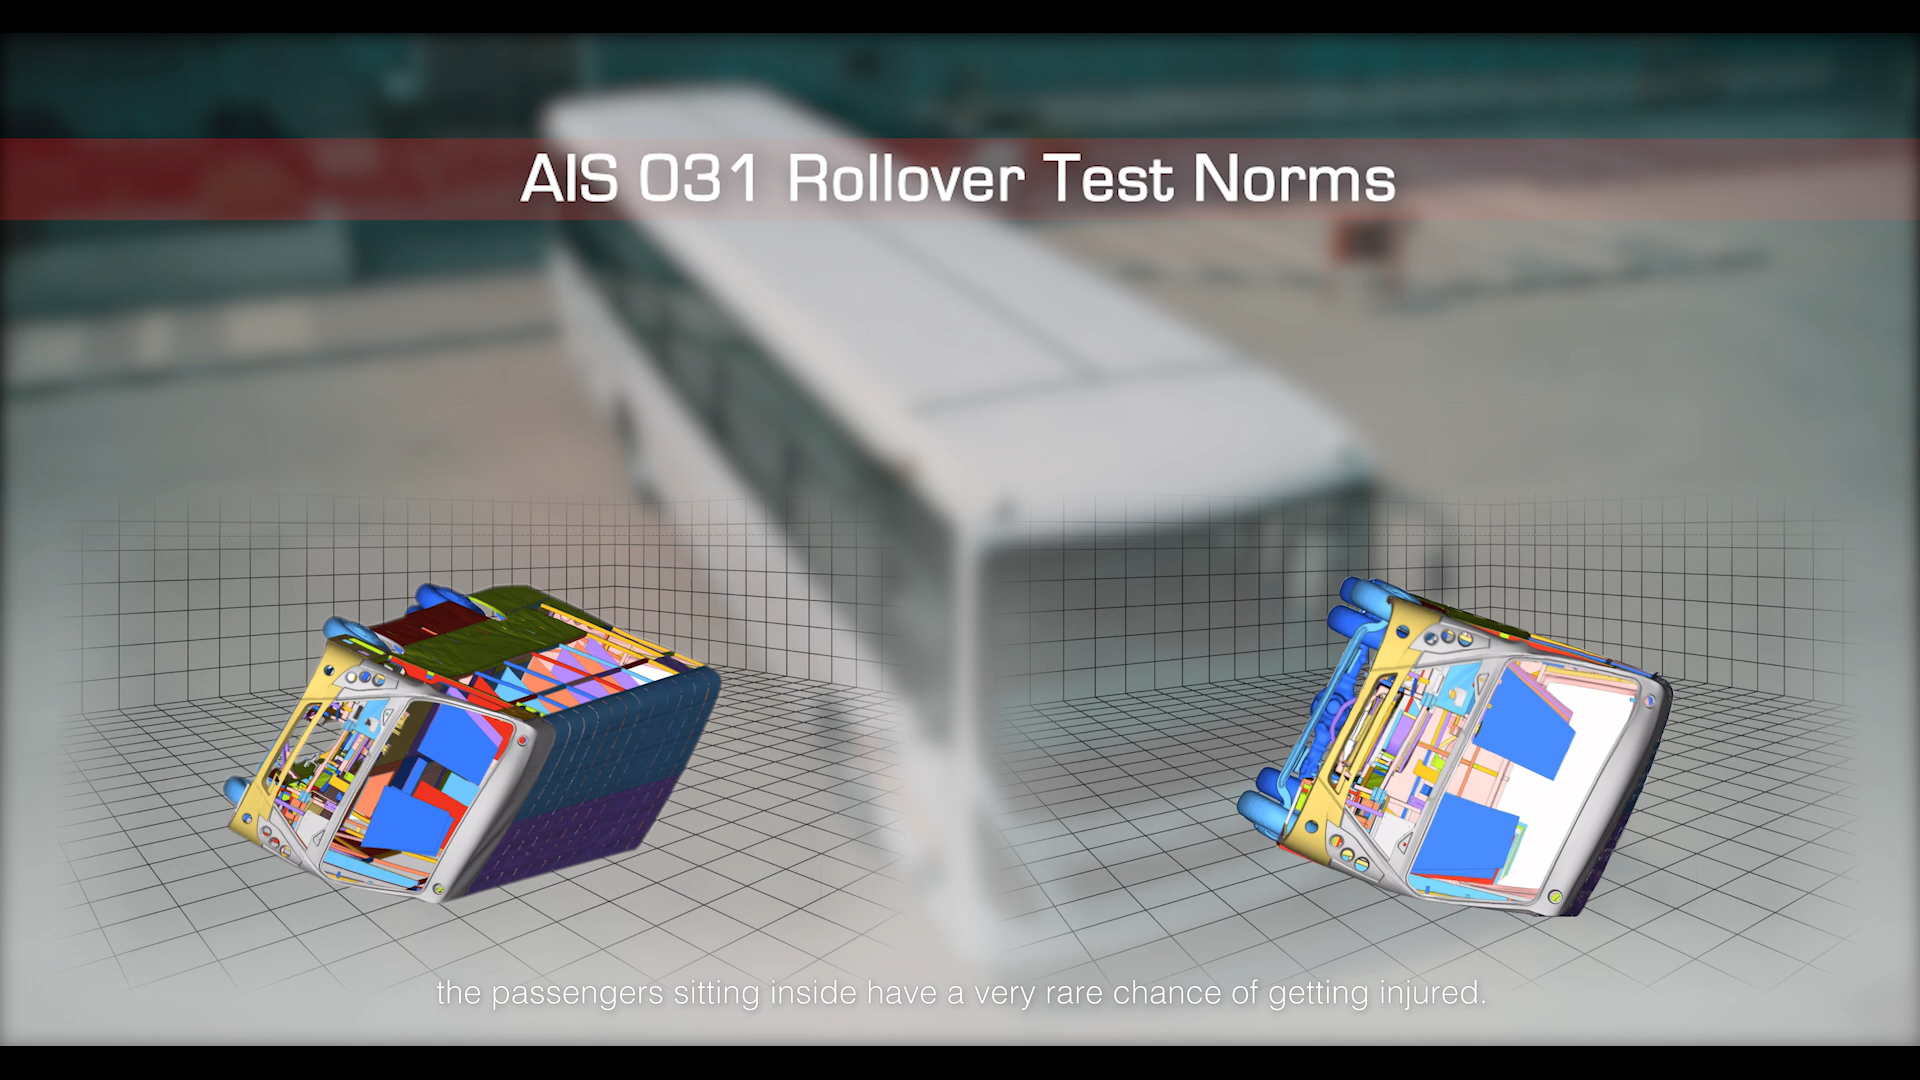 AIS 031 Rollover Test Norms
the passengers sitting inside have a very rare chance of getting injured.